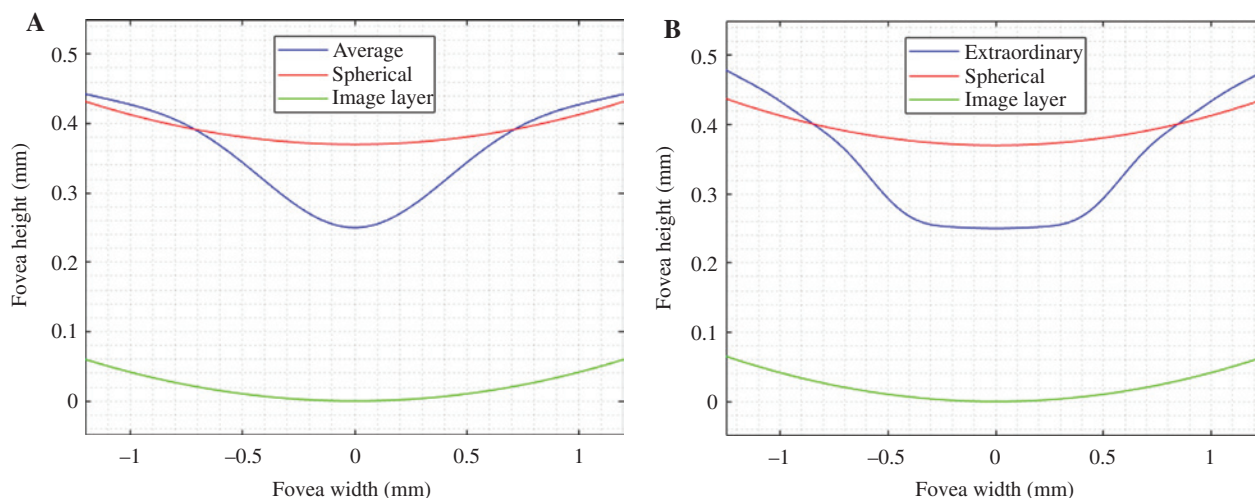 A
Average
Spherical
Image layer
0.5
0.4
0.3
0.2
0.1
0
–1
–0.5
0
0.5
1
Fovea height (mm)
Fovea width (mm)
B
Extraordinary
Spherical
Image layer
0.5
0.4
0.3
0.2
0.1
0
–1
–0.5
0
0.5
1
Fovea height (mm)
Fovea width (mm)